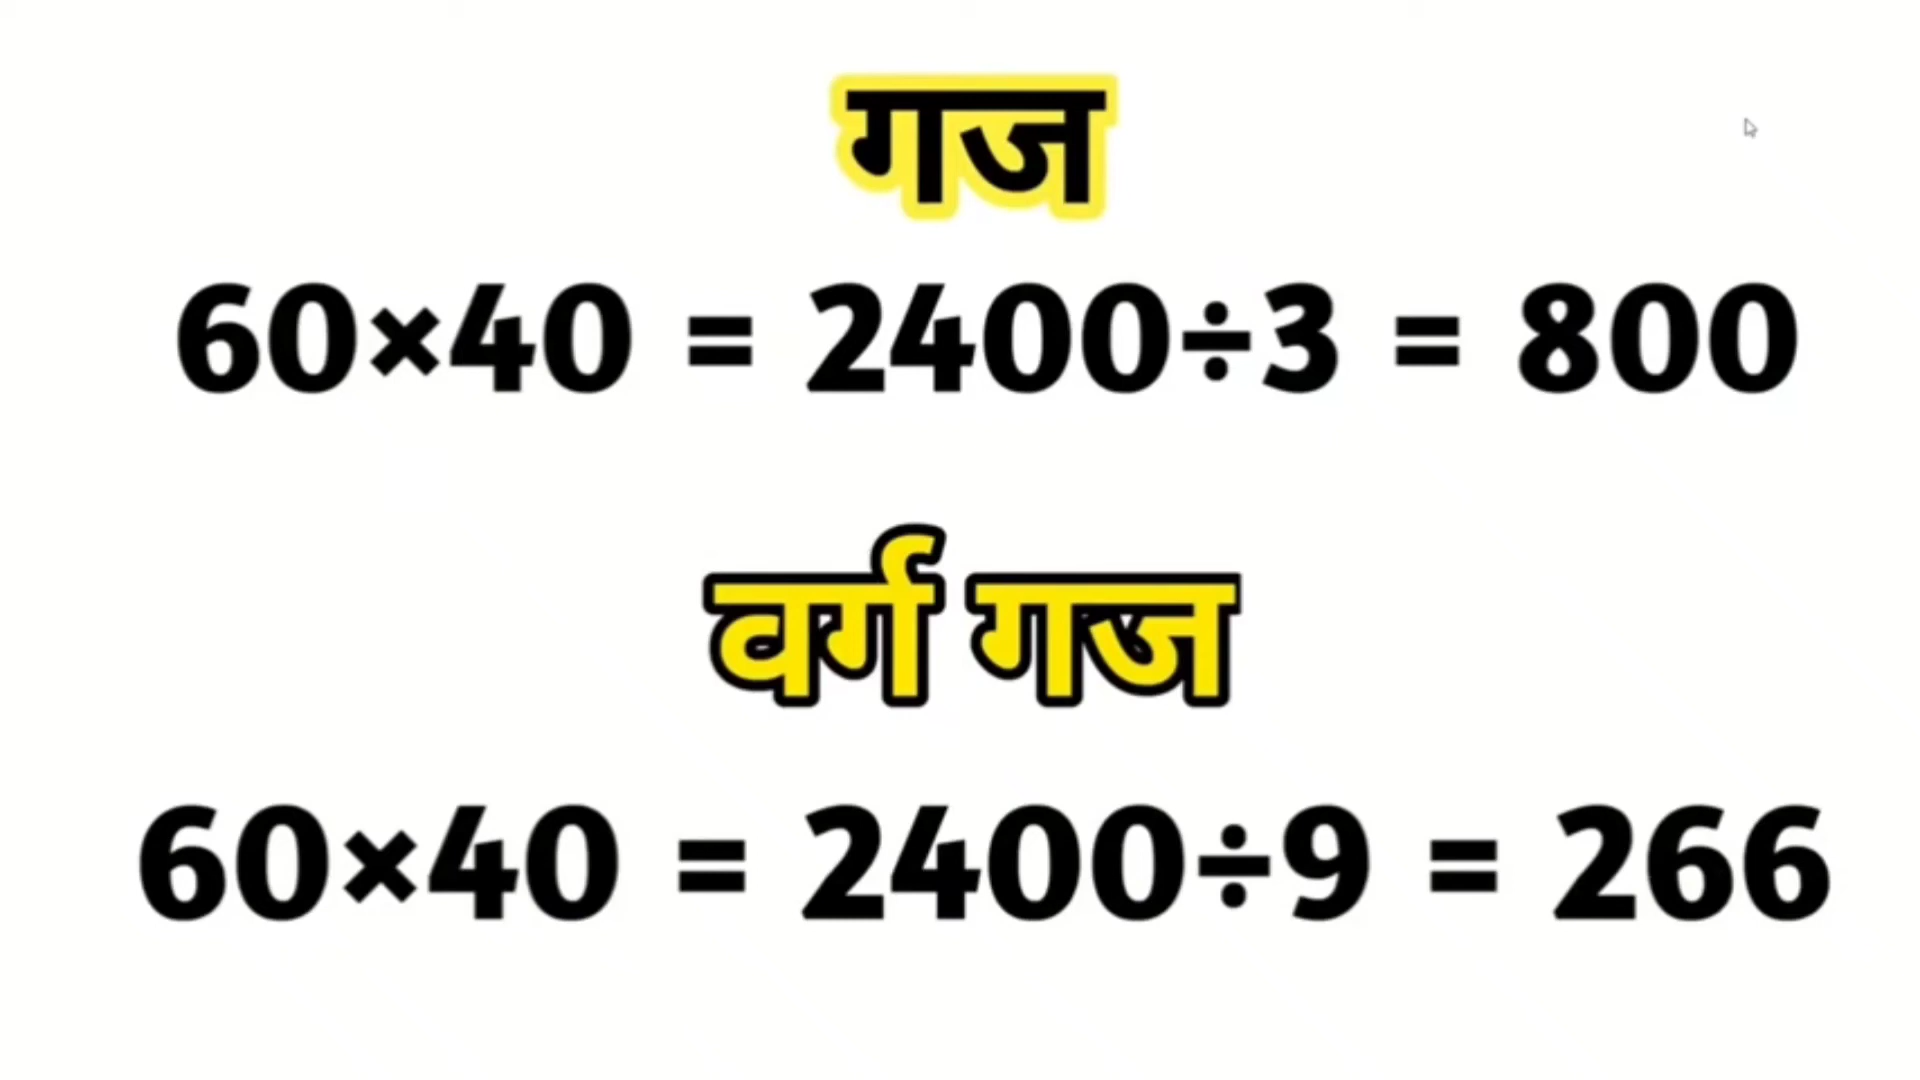 गज
60×40 = 2400÷3 = 800
वर्ग गज
60×40 = 2400÷9 = 266